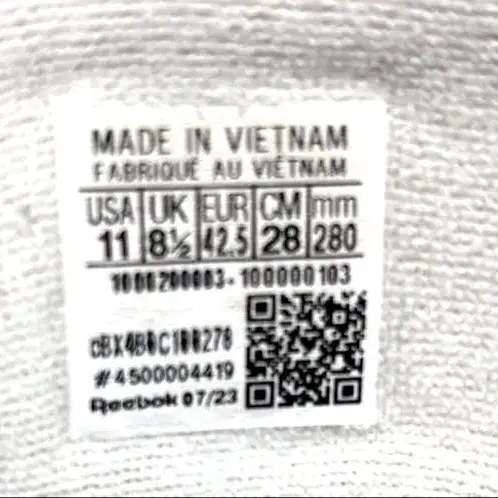 MADE IN VIETNAM
FABRIQUÉ AU VIÊTNAM
USA UK EUR CM mm
11 8½ 42.5 28 280
#4500004419
Reebok 07/23